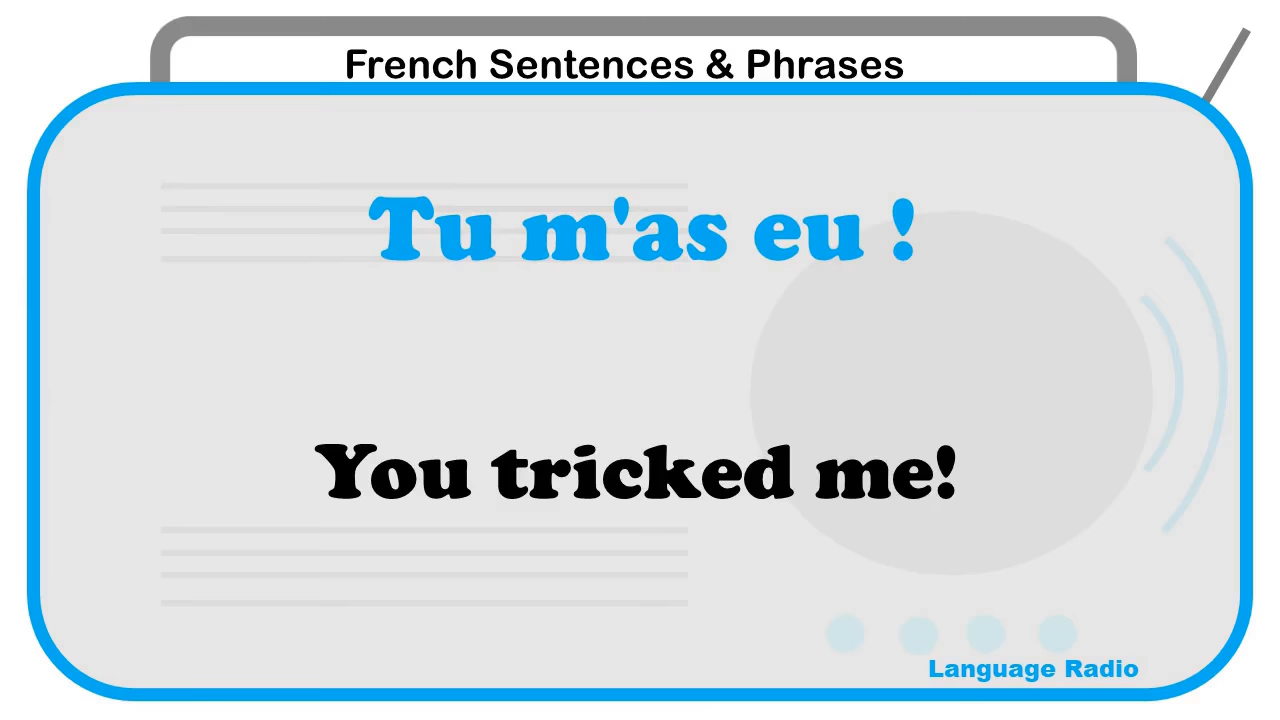 French Sentences & Phrases
Tu m'as eu !
You tricked me!
Language Radio